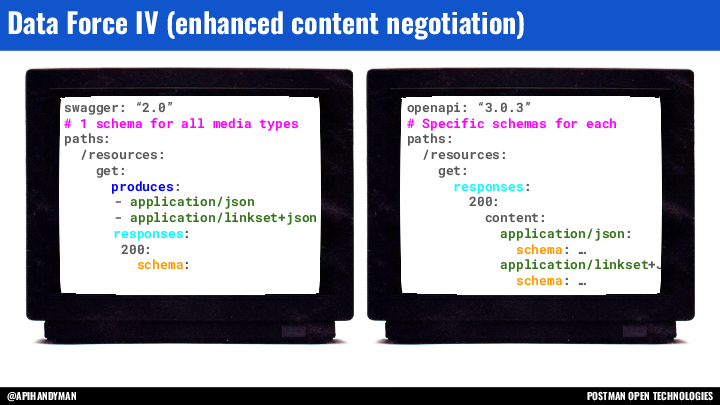 Data Force IV (enhanced content negotiation)
swagger: “2.0”
# 1 schema for all media types
paths:
/resources:
get:
produces:
- application/json
- application/linkset+json
responses:
200:
schema:
openapi: “3.0.3”
# Specific schemas for each
paths:
/resources:
get:
responses:
200:
content:
application/json:
schema: …
application/linkset+
schema: …
@APIHANDYMAN
POSTMAN OPEN TECHNOLOGIES